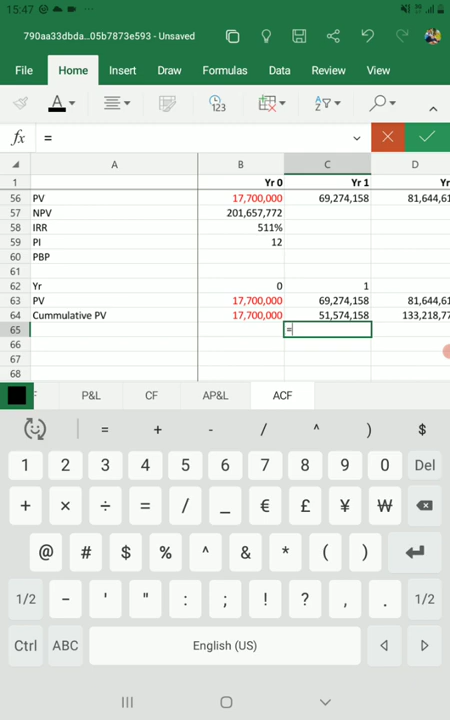 15:47
790aa33dbda...05b7873e593 - Unsaved
File Home Insert Draw Formulas Data Review View
A 123
fx =
A B C D
1 Yr 0 Yr 1 Yr
56 PV 17,700,000 69,274,158 81,644,61
57 NPV 201,657,772
58 IRR 511%
59 PI 12
60 PBP
61
62 Yr 0 1
63 PV 17,700,000 69,274,158 81,644,61
64 Cummulative PV 17,700,000 51,574,158 133,218,77
65 =
66
67
68
P&L CF AP&L ACF
= + - / ^ ) $
1 2 3 4 5 6 7 8 9 0 Del
+ × ÷ = / _ € £ ¥ ₩
@ # $ % ^ & * ( )
1/2 - ' " : ; ! ? , . 1/2
Ctrl ABC English (US)